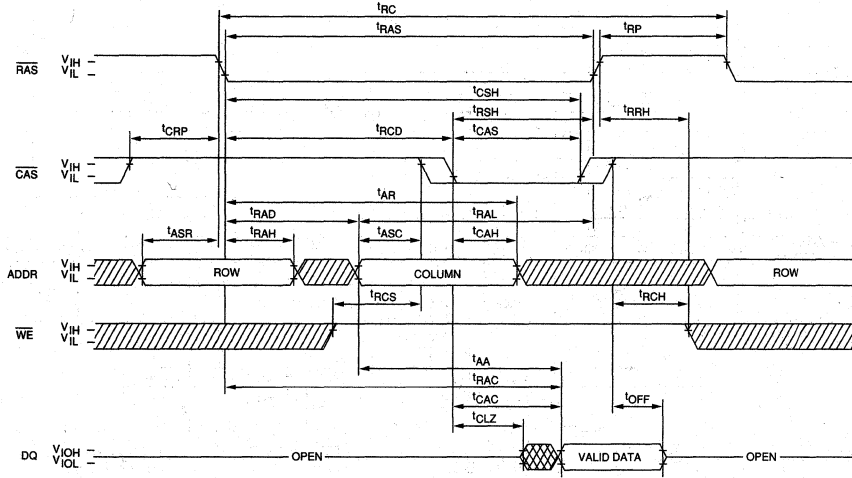 tRC
tRAS
tRP
RAS
VIH
VIL
tCSH
tRSH
tRRH
tCRP
tRCD
tCAS
CAS
VIH
VIL
tAR
tRAD
tRAL
tASR
tRAH
tASC
tCAH
ADDR
VIH
VIL
ROW
COLUMN
ROW
tRCS
tRCH
WE
VIH
VIL
tAA
tRAC
tCAC
tOFF
tCLZ
DQ
VIOH
VIOL
OPEN
VALID DATA
OPEN